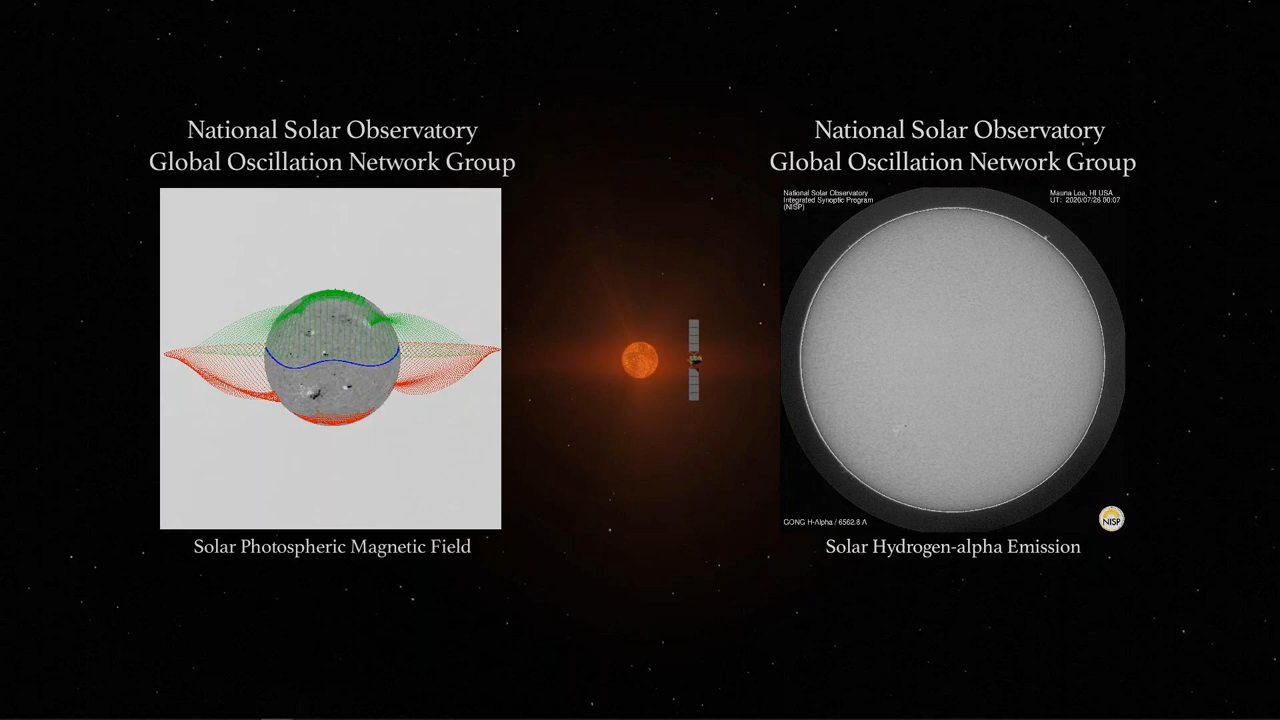 National Solar Observatory
Global Oscillation Network Group
Solar Photospheric Magnetic Field
National Solar Observatory
Global Oscillation Network Group
National Solar Observatory
Integrated Synoptic Program
(NISP)
Mauna Loa, HI USA
UT: 2020/07/26 00:07
GONG H-Alpha / 6562.8 A
NISP
Solar Hydrogen-alpha Emission